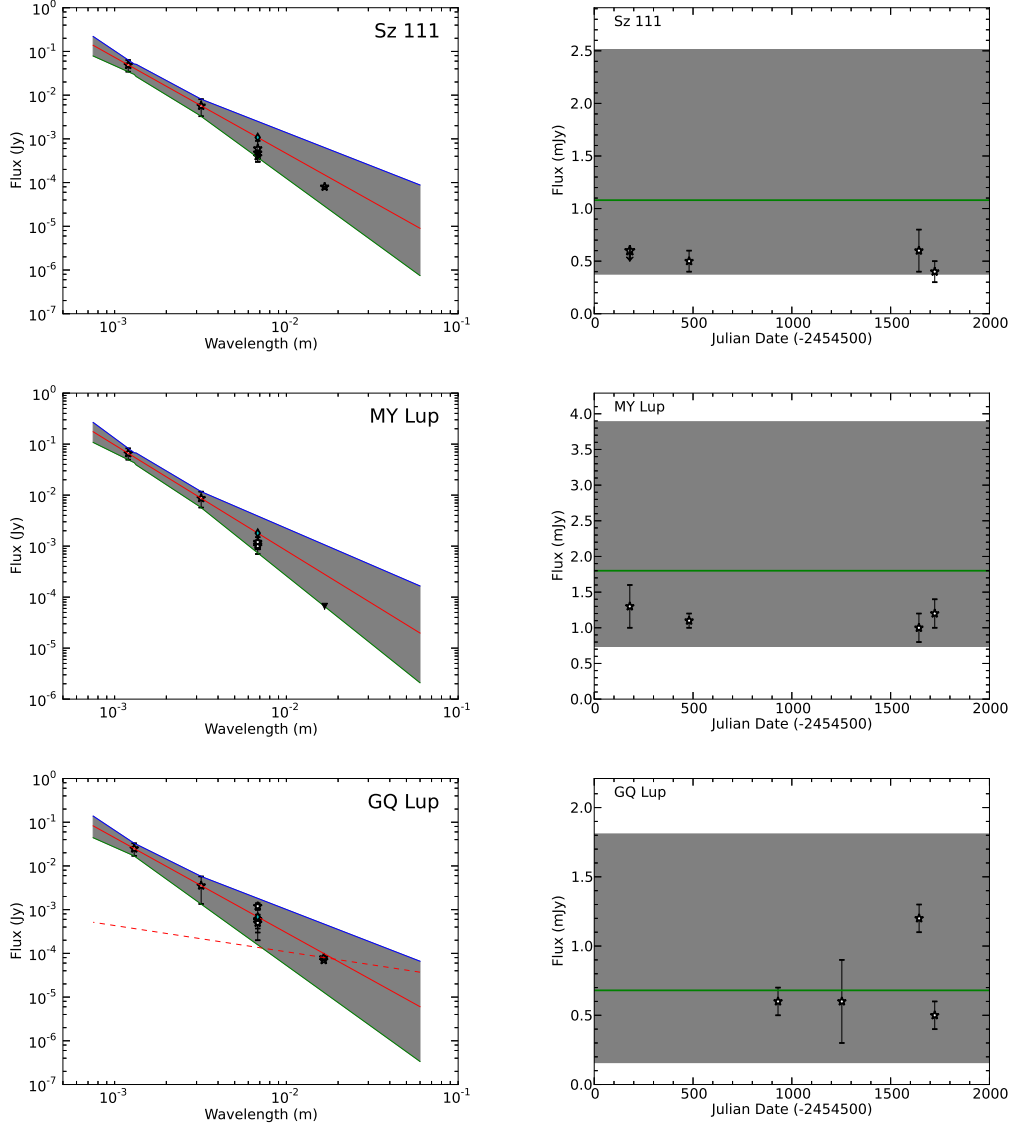 Sz 111
Flux (Jy)
10^0
10^-1
10^-2
10^-3
10^-4
10^-5
10^-6
10^-7
10^-3 10^-2 10^-1
Wavelength (m)
Sz 111
Flux (mJy)
2.5
2.0
1.5
1.0
0.5
0.0
0 500 1000 1500 2000
Julian Date (-2454500)
MY Lup
Flux (Jy)
10^0
10^-1
10^-2
10^-3
10^-4
10^-5
10^-6
10^-3 10^-2 10^-1
Wavelength (m)
MY Lup
Flux (mJy)
4.0
3.5
3.0
2.5
2.0
1.5
1.0
0.5
0.0
0 500 1000 1500 2000
Julian Date (-2454500)
GQ Lup
Flux (Jy)
10^0
10^-1
10^-2
10^-3
10^-4
10^-5
10^-6
10^-7
10^-3 10^-2 10^-1
Wavelength (m)
GQ Lup
Flux (mJy)
2.0
1.5
1.0
0.5
0.0
0 500 1000 1500 2000
Julian Date (-2454500)